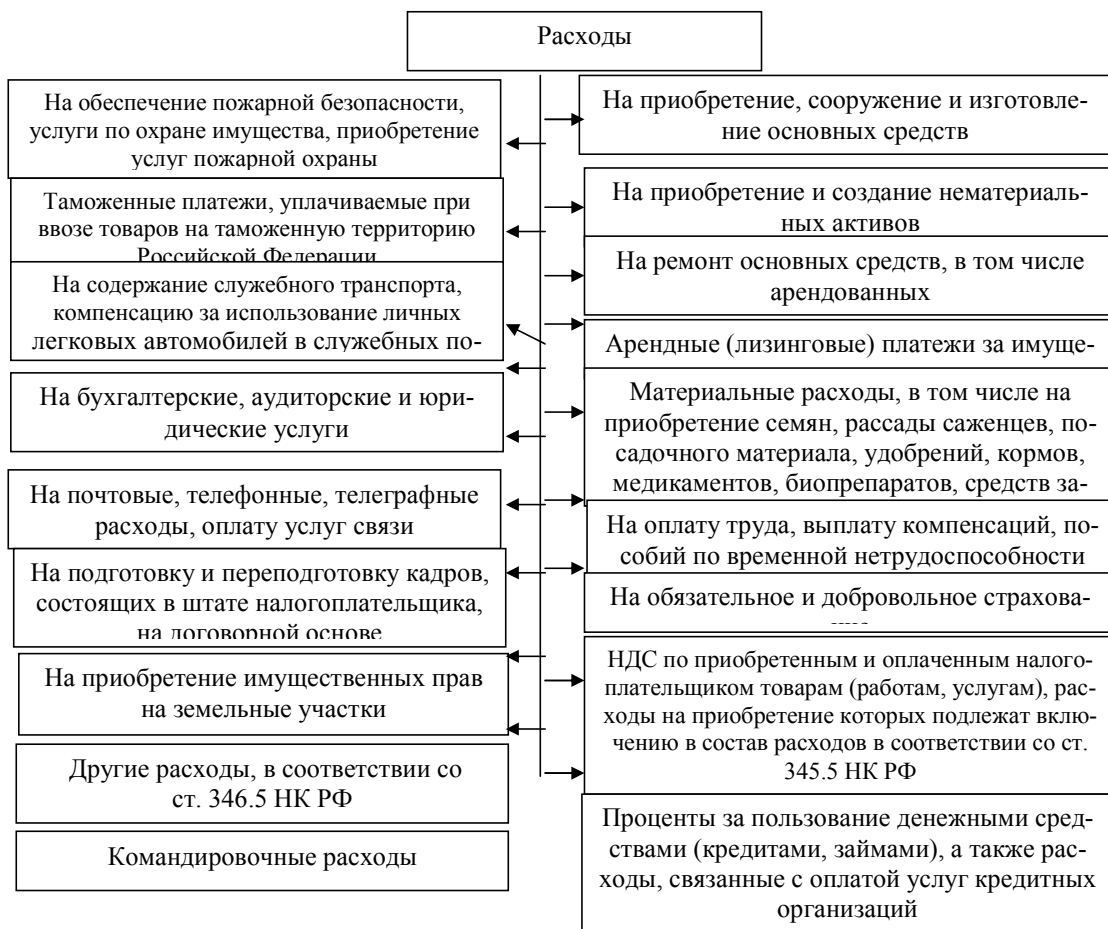 Расходы
На обеспечение пожарной безопасности,
услуги по охране имущества, приобретение
услуг пожарной охраны
Таможенные платежи, уплачиваемые при
ввозе товаров на таможенную территорию
Российской Федерации
На содержание служебного транспорта,
компенсацию за использование личных
легковых автомобилей в служебных по-
На бухгалтерские, аудиторские и юри-
дические услуги
На почтовые, телефонные, телеграфные
расходы, оплату услуг связи
На подготовку и переподготовку кадров,
состоящих в штате налогоплательщика,
на договорной основе
На приобретение имущественных прав
на земельные участки
Другие расходы, в соответствии со
ст. 346.5 НК РФ
Командировочные расходы
На приобретение, сооружение и изготовле-
ние основных средств
На приобретение и создание нематериаль-
ных активов
На ремонт основных средств, в том числе
арендованных
Арендные (лизинговые) платежи за имуще-
Материальные расходы, в том числе на
приобретение семян, рассады саженцев, по-
садочного материала, удобрений, кормов,
медикаментов, биопрепаратов, средств за-
На оплату труда, выплату компенсаций, по-
собий по временной нетрудоспособности
На обязательное и добровольное страхова-
ние
НДС по приобретенным и оплаченным налого-
плательщиком товарам (работам, услугам), рас-
ходы на приобретение которых подлежат вклю-
чению в состав расходов в соответствии со ст.
345.5 НК РФ
Проценты за пользование денежными сред-
ствами (кредитами, займами), а также рас-
ходы, связанные с оплатой услуг кредитных
организаций